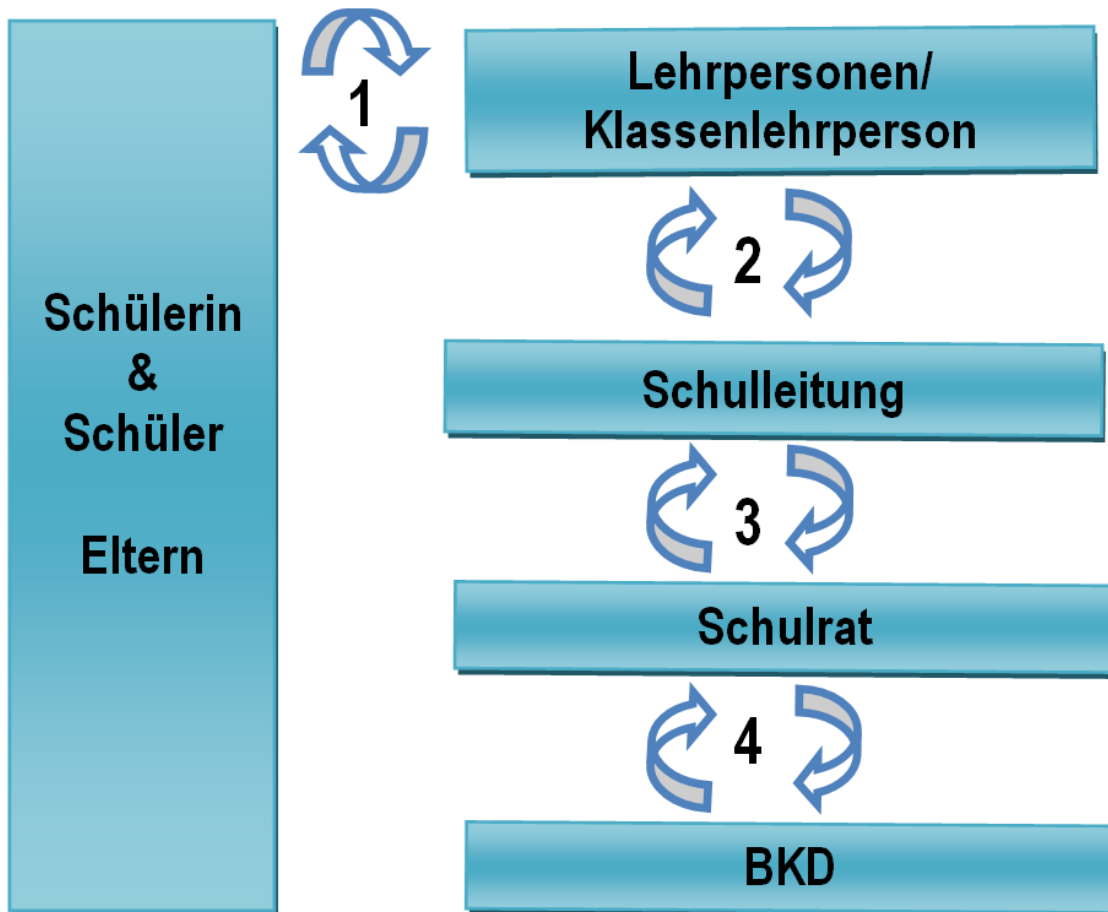 Schülerin
&
Schüler
Eltern
1
Lehrpersonen/
Klassenlehrperson
2
Schulleitung
3
Schulrat
4
BKD